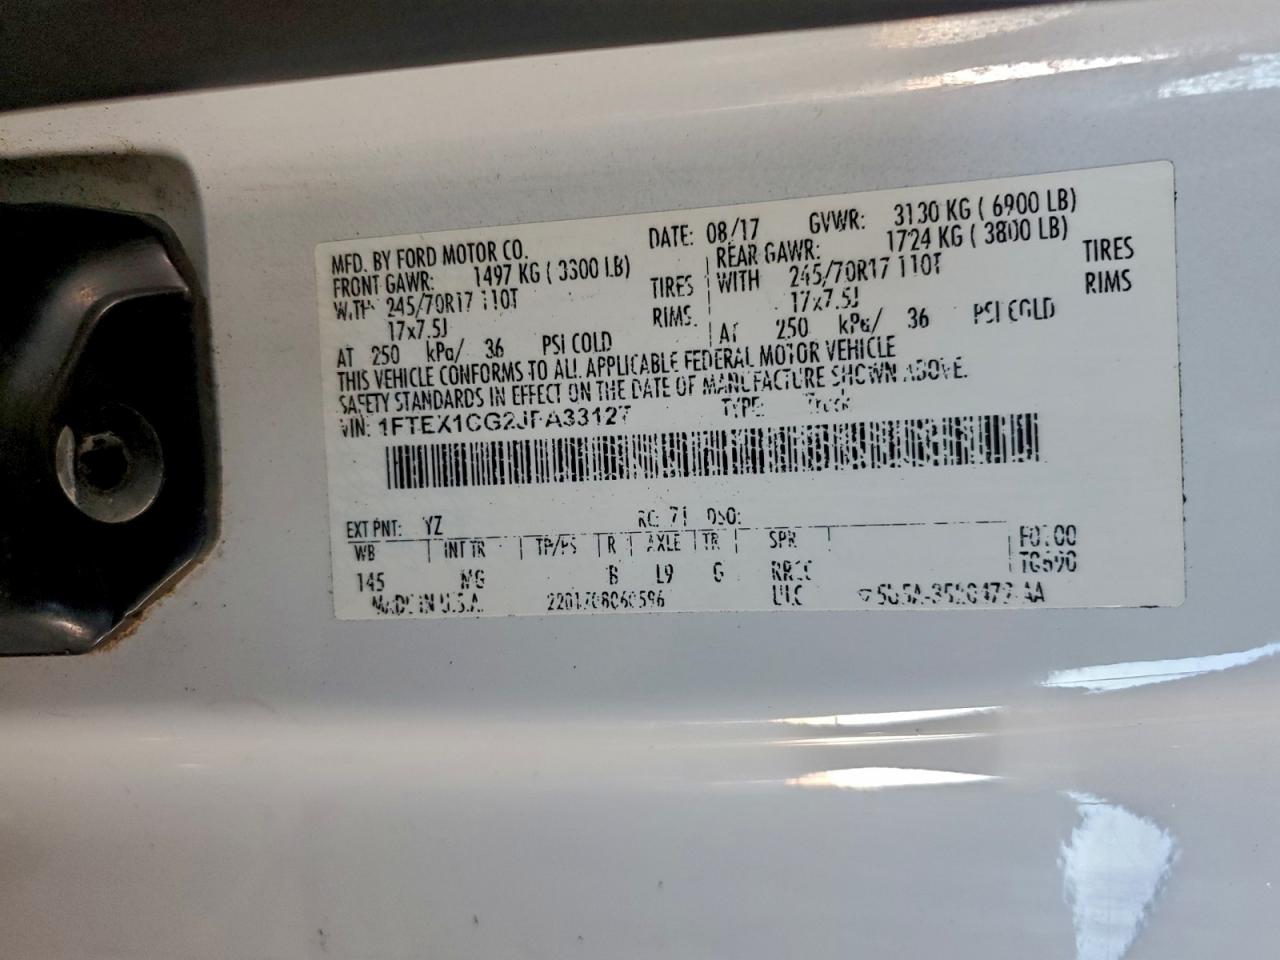 MFD. BY FORD MOTOR CO. DATE: 08/17 GVWR: 3130 KG ( 6900 LB)
FRONT GAWR: 1497 KG ( 3300 LB) REAR GAWR: 1724 KG ( 3800 LB)
WITH 245/70R17 110T TIRES WITH 245/70R17 110T TIRES
17x7.5J RIMS. 17x7.5J RIMS
AT 250 kPa/ 36 PSI COLD AT 250 kPa/ 36 PSI COLD
THIS VEHICLE CONFORMS TO ALL APPLICABLE FEDERAL MOTOR VEHICLE
SAFETY STANDARDS IN EFFECT ON THE DATE OF MANUFACTURE SHOWN ABOVE.
VIN: TYPE: Truck
EXT PNT: YZ RC: 71 DSO:
WB INT TR TP/PS R AXLE TR SPR
145 MG B L9 G
MADE IN U.S.A.